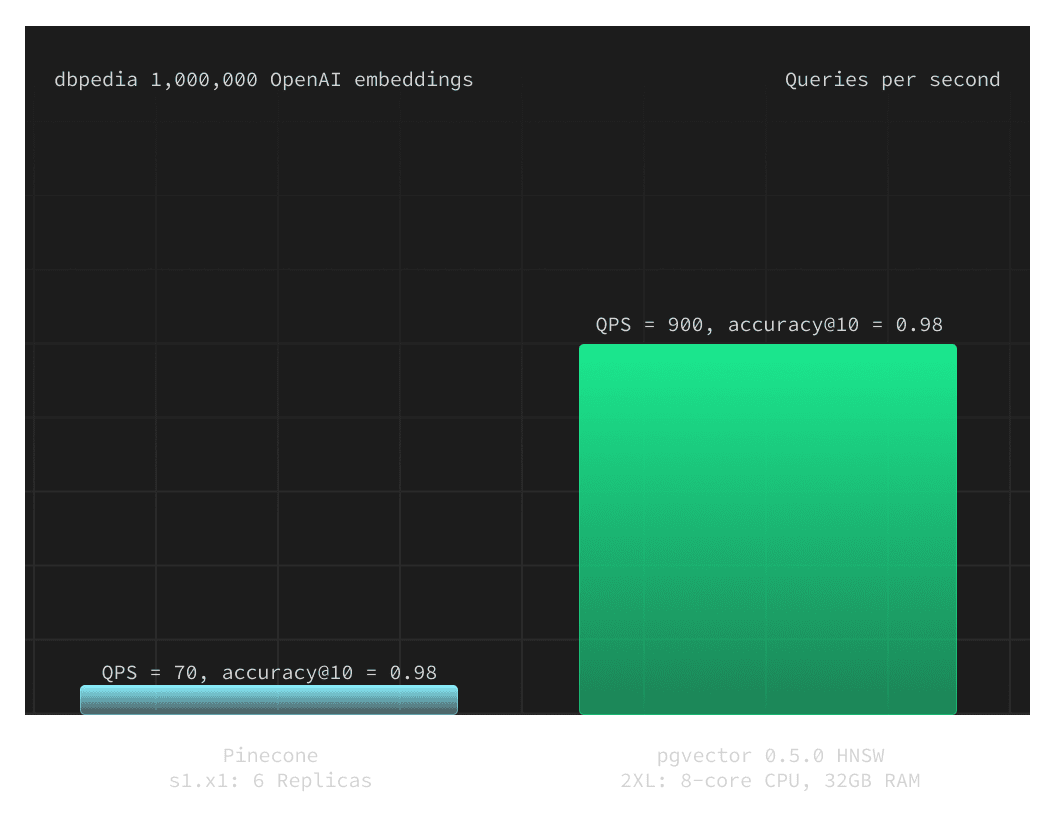 dbpedia 1,000,000 OpenAI embeddings
Queries per second
QPS = 900, accuracy@10 = 0.98
QPS = 70, accuracy@10 = 0.98
Pinecone
s1.x1: 6 Replicas
pgvector 0.5.0 HNSW
2XL: 8-core CPU, 32GB RAM